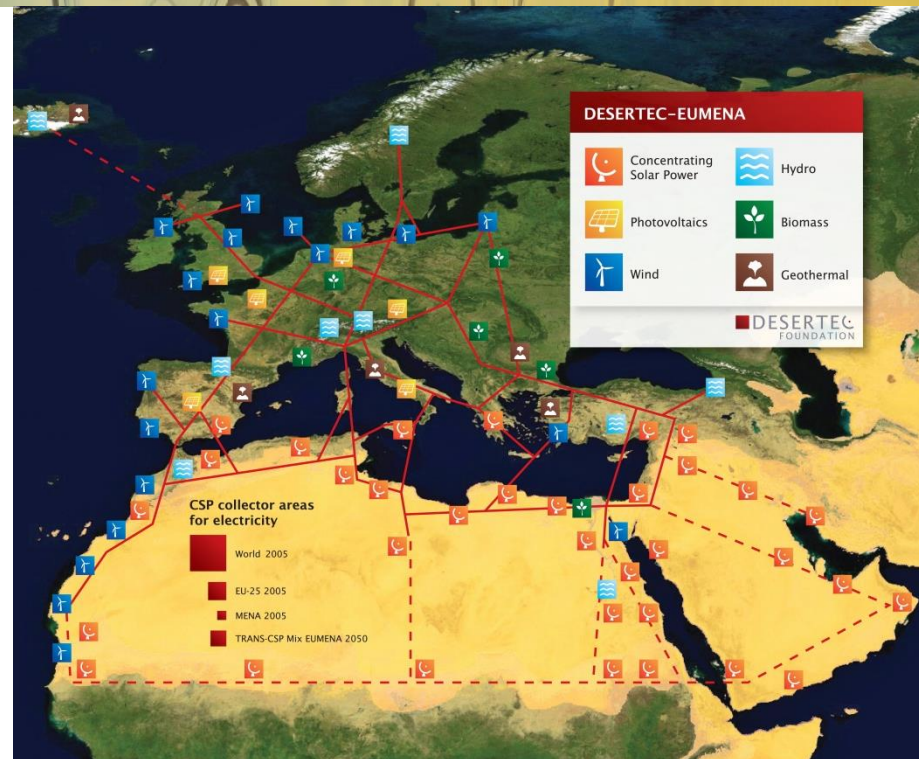 DESERTEC-EUMENA
Concentrating
Solar Power
Hydro
Photovoltaics
Biomass
Wind
Geothermal
DESERTEC
FOUNDATION
CSP collector areas
for electricity
World 2005
EU-25 2005
MENA 2005
TRANS-CSP Mix EUMENA 2050